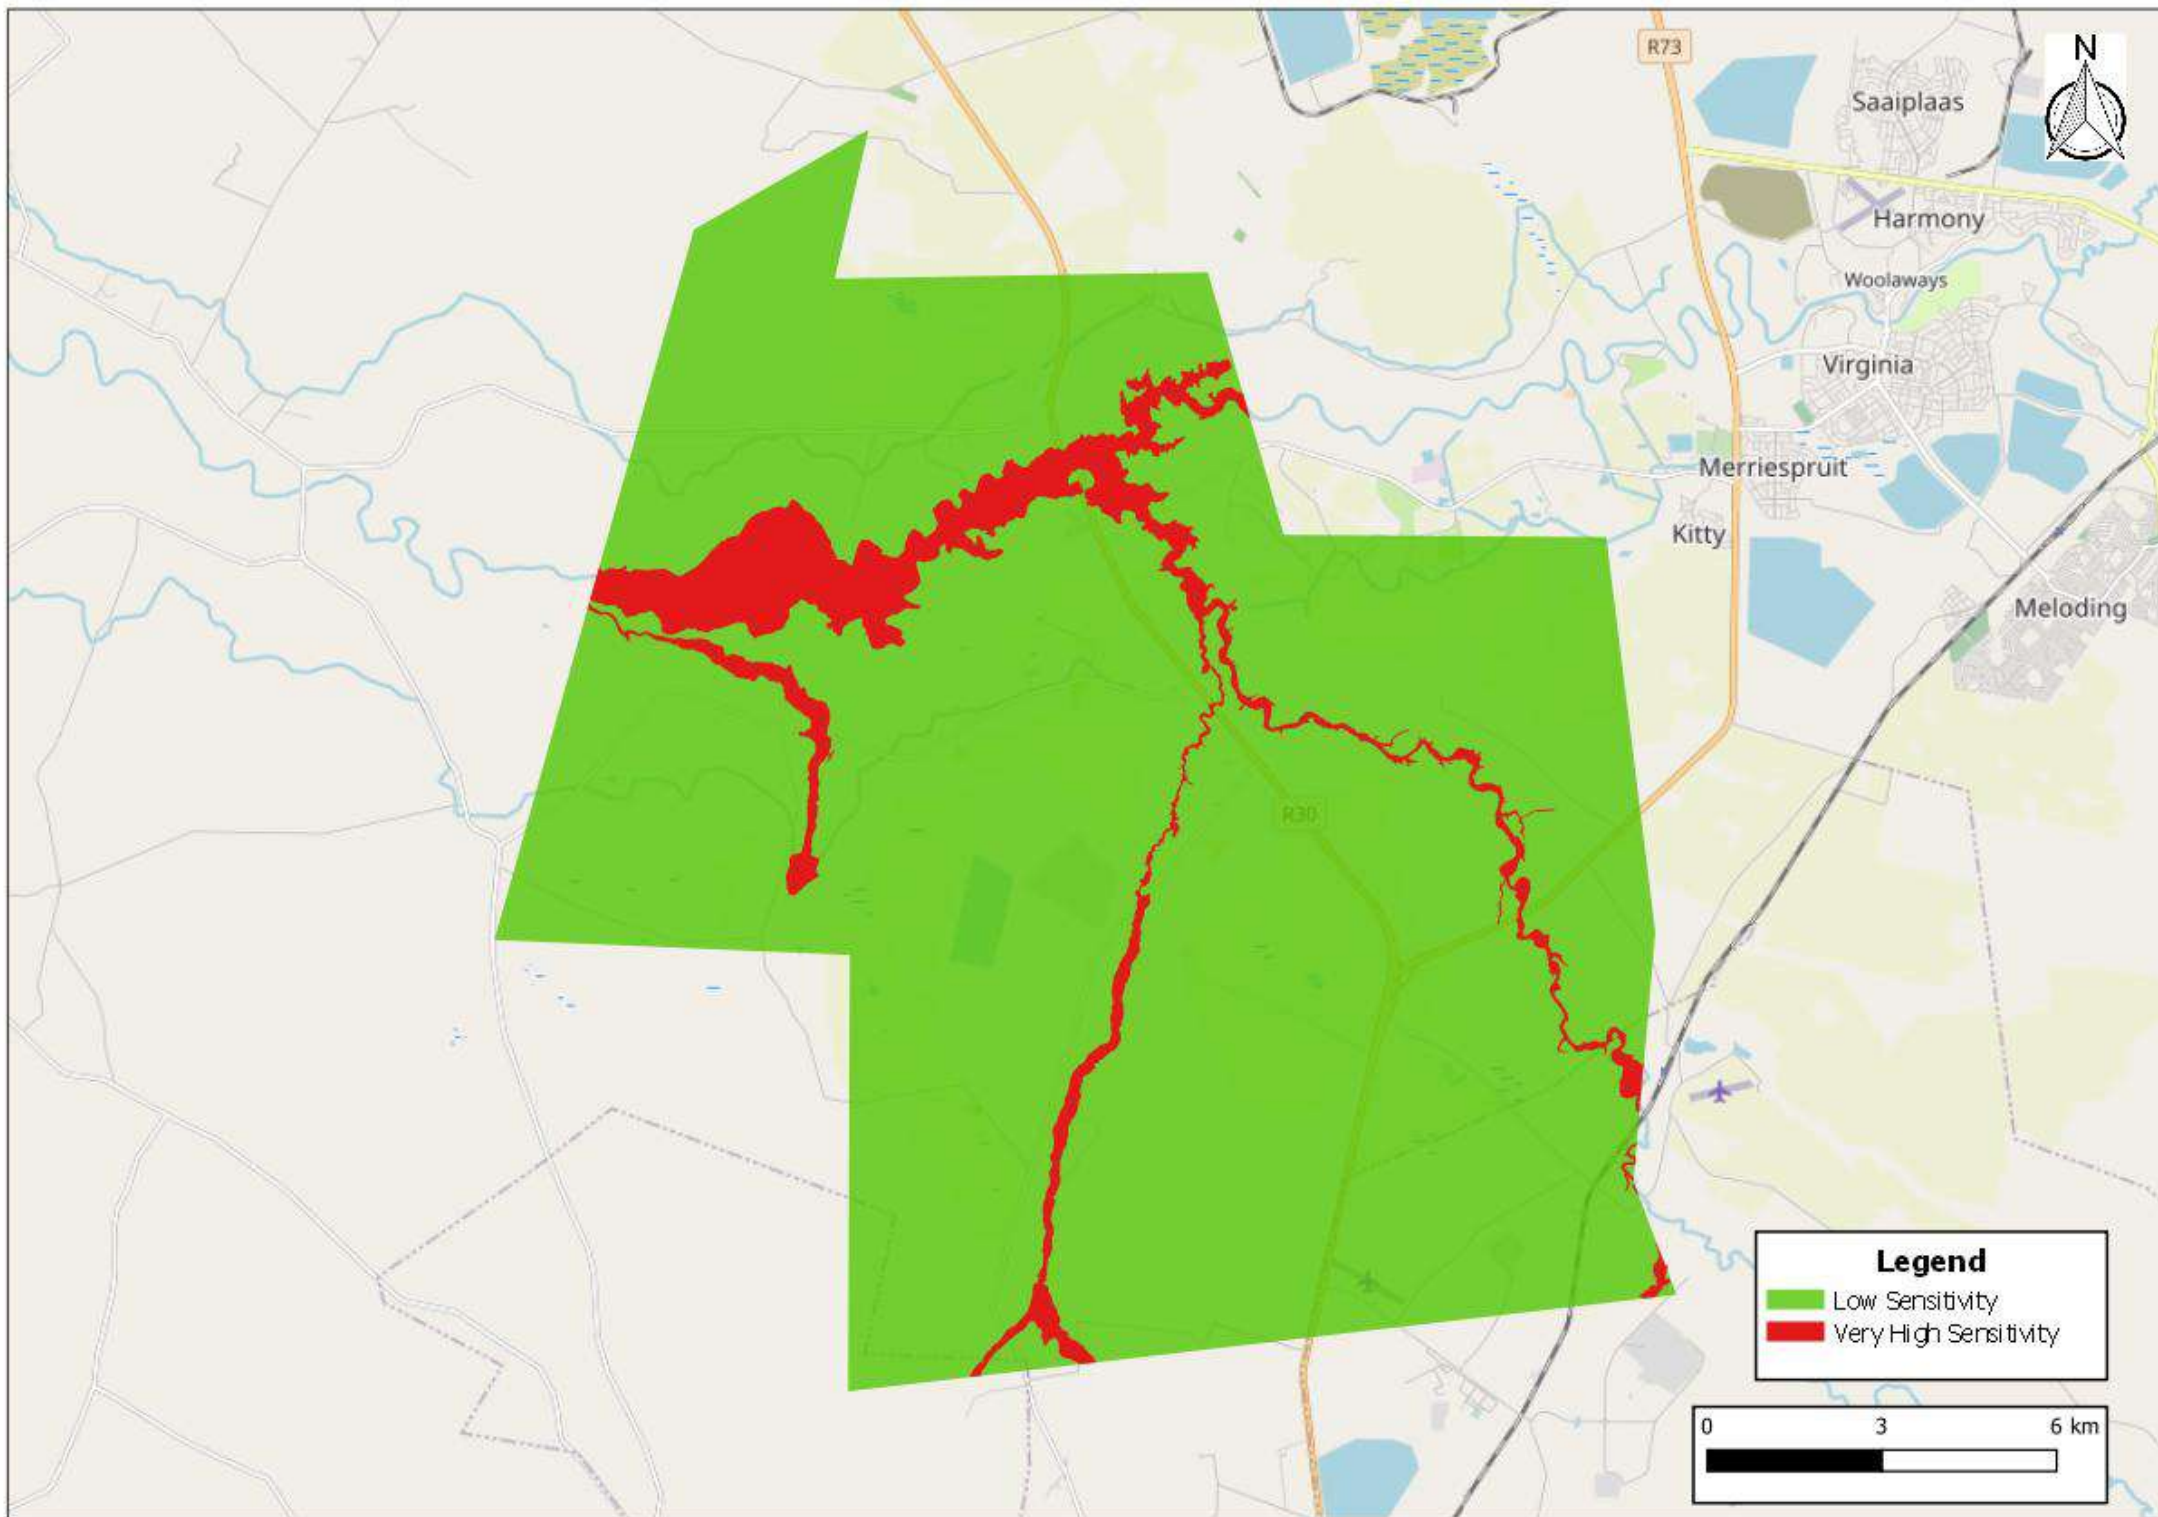 R73
N
Saaiplaas
Harmony
Woolaways
Virginia
Merriespruit
Kitty
Meloding
R30
Legend
Low Sensitivity
Very High Sensitivity
0 3 6 km